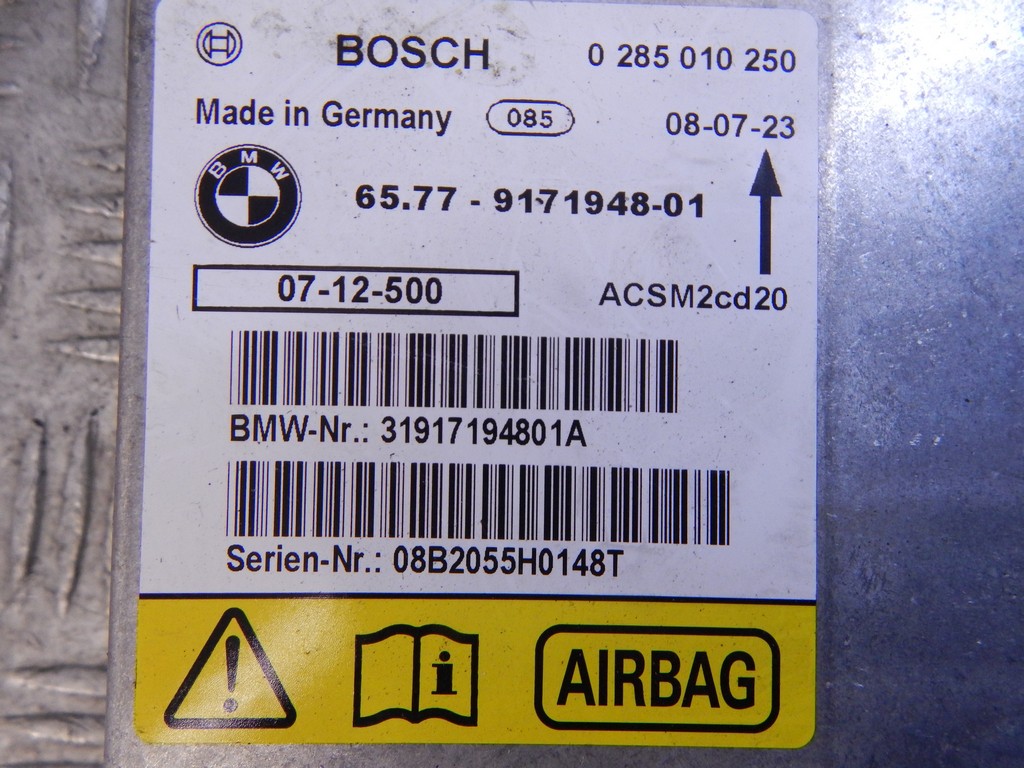 BOSCH 0 285 010 250
Made in Germany 085 08-07-23
BMW
65.77 - 9171948-01
07-12-500 ACSM2cd20
BMW-Nr.: 31917194801A
Serien-Nr.: 08B2055H0148T
! i AIRBAG